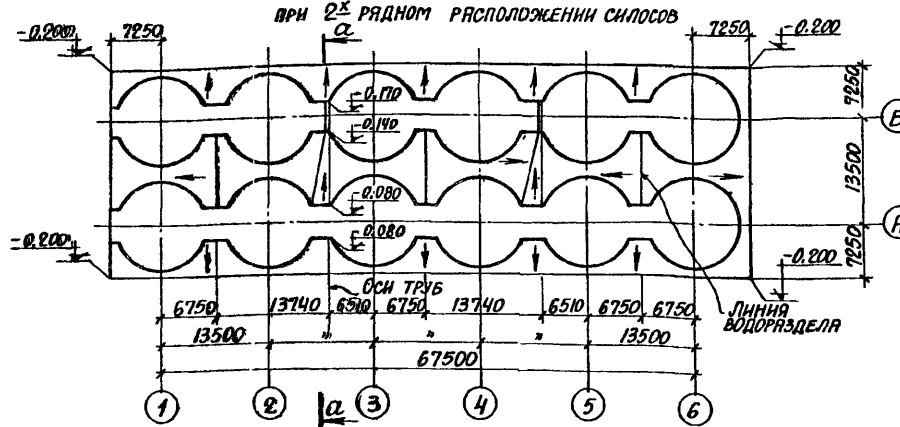 ПРИ 2х РЯДНОМ РАСПОЛОЖЕНИИ СИЛОСОВ
а
-0.200 7250 7250 -0.200
-0.170
-0.140
7250
В
13500
-0.080
0.080
А
7250
-0.200 -0.200
ОСИ ТРУБ
6750 13740 6510 6750 13740 6510 6750 6750
ЛИНИЯ ВОДОРАЗДЕЛА
13500 " " " 13500
67500
1 2 а 3 4 5 6